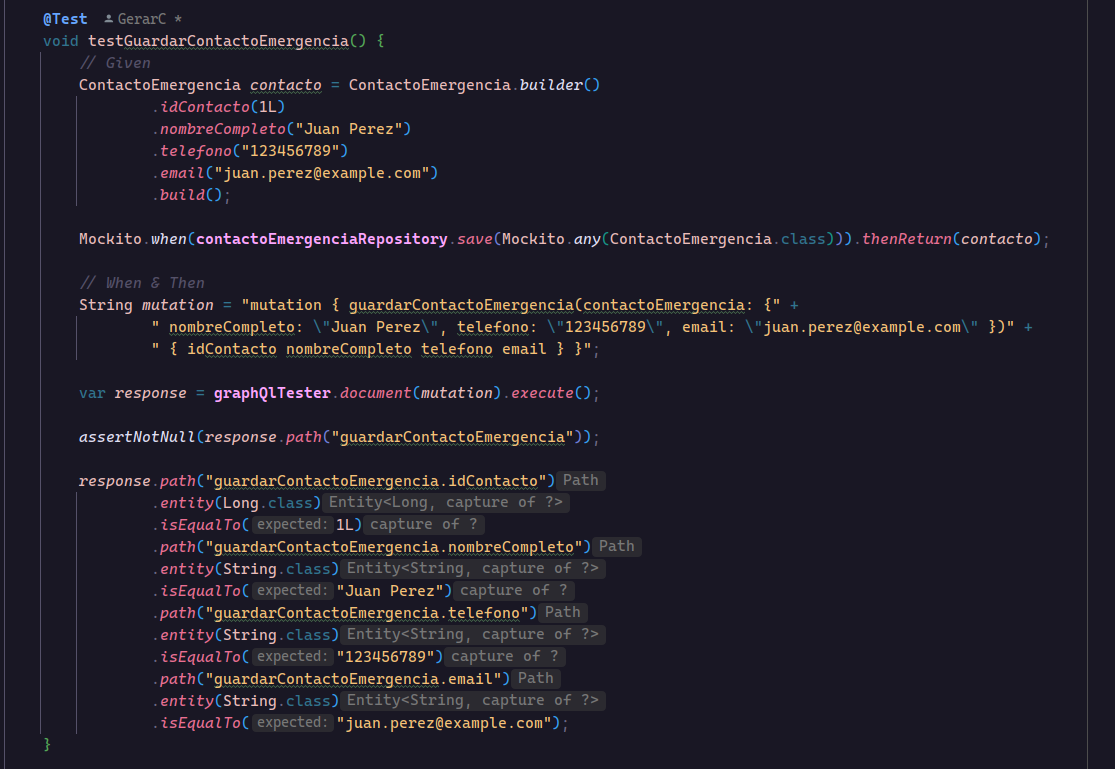 @Test GerarC *
void testGuardarContactoEmergencia() {
// Given
ContactoEmergencia contacto = ContactoEmergencia.builder()
.idContacto(1L)
.nombreCompleto("Juan Perez")
.telefono("123456789")
.email("juan.perez@example.com")
.build();
Mockito.when(contactoEmergenciaRepository.save(Mockito.any(ContactoEmergencia.class))).thenReturn(contacto);
// When & Then
String mutation = "mutation { guardarContactoEmergencia(contactoEmergencia: {" +
" nombreCompleto: \"Juan Perez\", telefono: \"123456789\", email: \"juan.perez@example.com\" })" +
" { idContacto nombreCompleto telefono email } }";
var response = graphQlTester.document(mutation).execute();
assertNotNull(response.path("guardarContactoEmergencia"));
response.path("guardarContactoEmergencia.idContacto") Path
.entity(Long.class) Entity<Long, capture of ?>
.isEqualTo( expected: 1L) capture of ?
.path("guardarContactoEmergencia.nombreCompleto") Path
.entity(String.class) Entity<String, capture of ?>
.isEqualTo( expected: "Juan Perez") capture of ?
.path("guardarContactoEmergencia.telefono") Path
.entity(String.class) Entity<String, capture of ?>
.isEqualTo( expected: "123456789") capture of ?
.path("guardarContactoEmergencia.email") Path
.entity(String.class) Entity<String, capture of ?>
.isEqualTo( expected: "juan.perez@example.com");
}